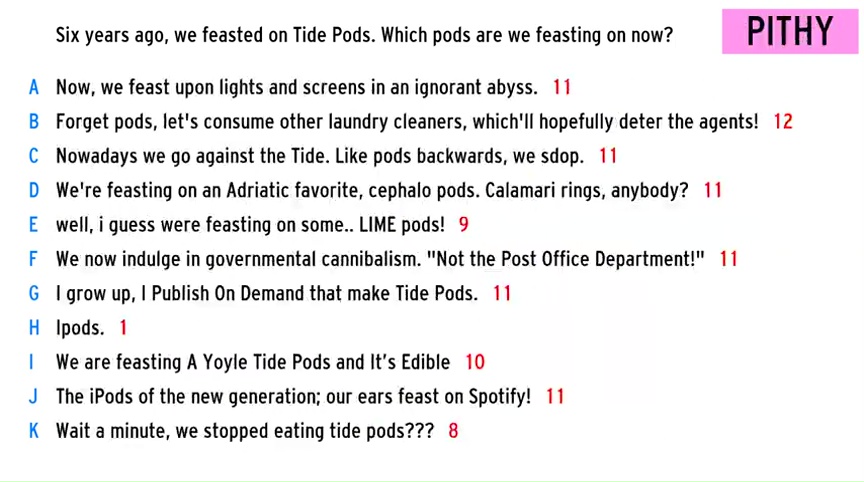 Six years ago, we feasted on Tide Pods. Which pods are we feasting on now?
PITHY
A Now, we feast upon lights and screens in an ignorant abyss. 11
B Forget pods, let's consume other laundry cleaners, which'll hopefully deter the agents! 12
C Nowadays we go against the Tide. Like pods backwards, we sdop. 11
D We're feasting on an Adriatic favorite, cephalo pods. Calamari rings, anybody? 11
E well, i guess were feasting on some.. LIME pods! 9
F We now indulge in governmental cannibalism. "Not the Post Office Department!" 11
G I grow up, I Publish On Demand that make Tide Pods. 11
H Ipods. 1
I We are feasting A Yoyle Tide Pods and It's Edible 10
J The iPods of the new generation; our ears feast on Spotify! 11
K Wait a minute, we stopped eating tide pods??? 8